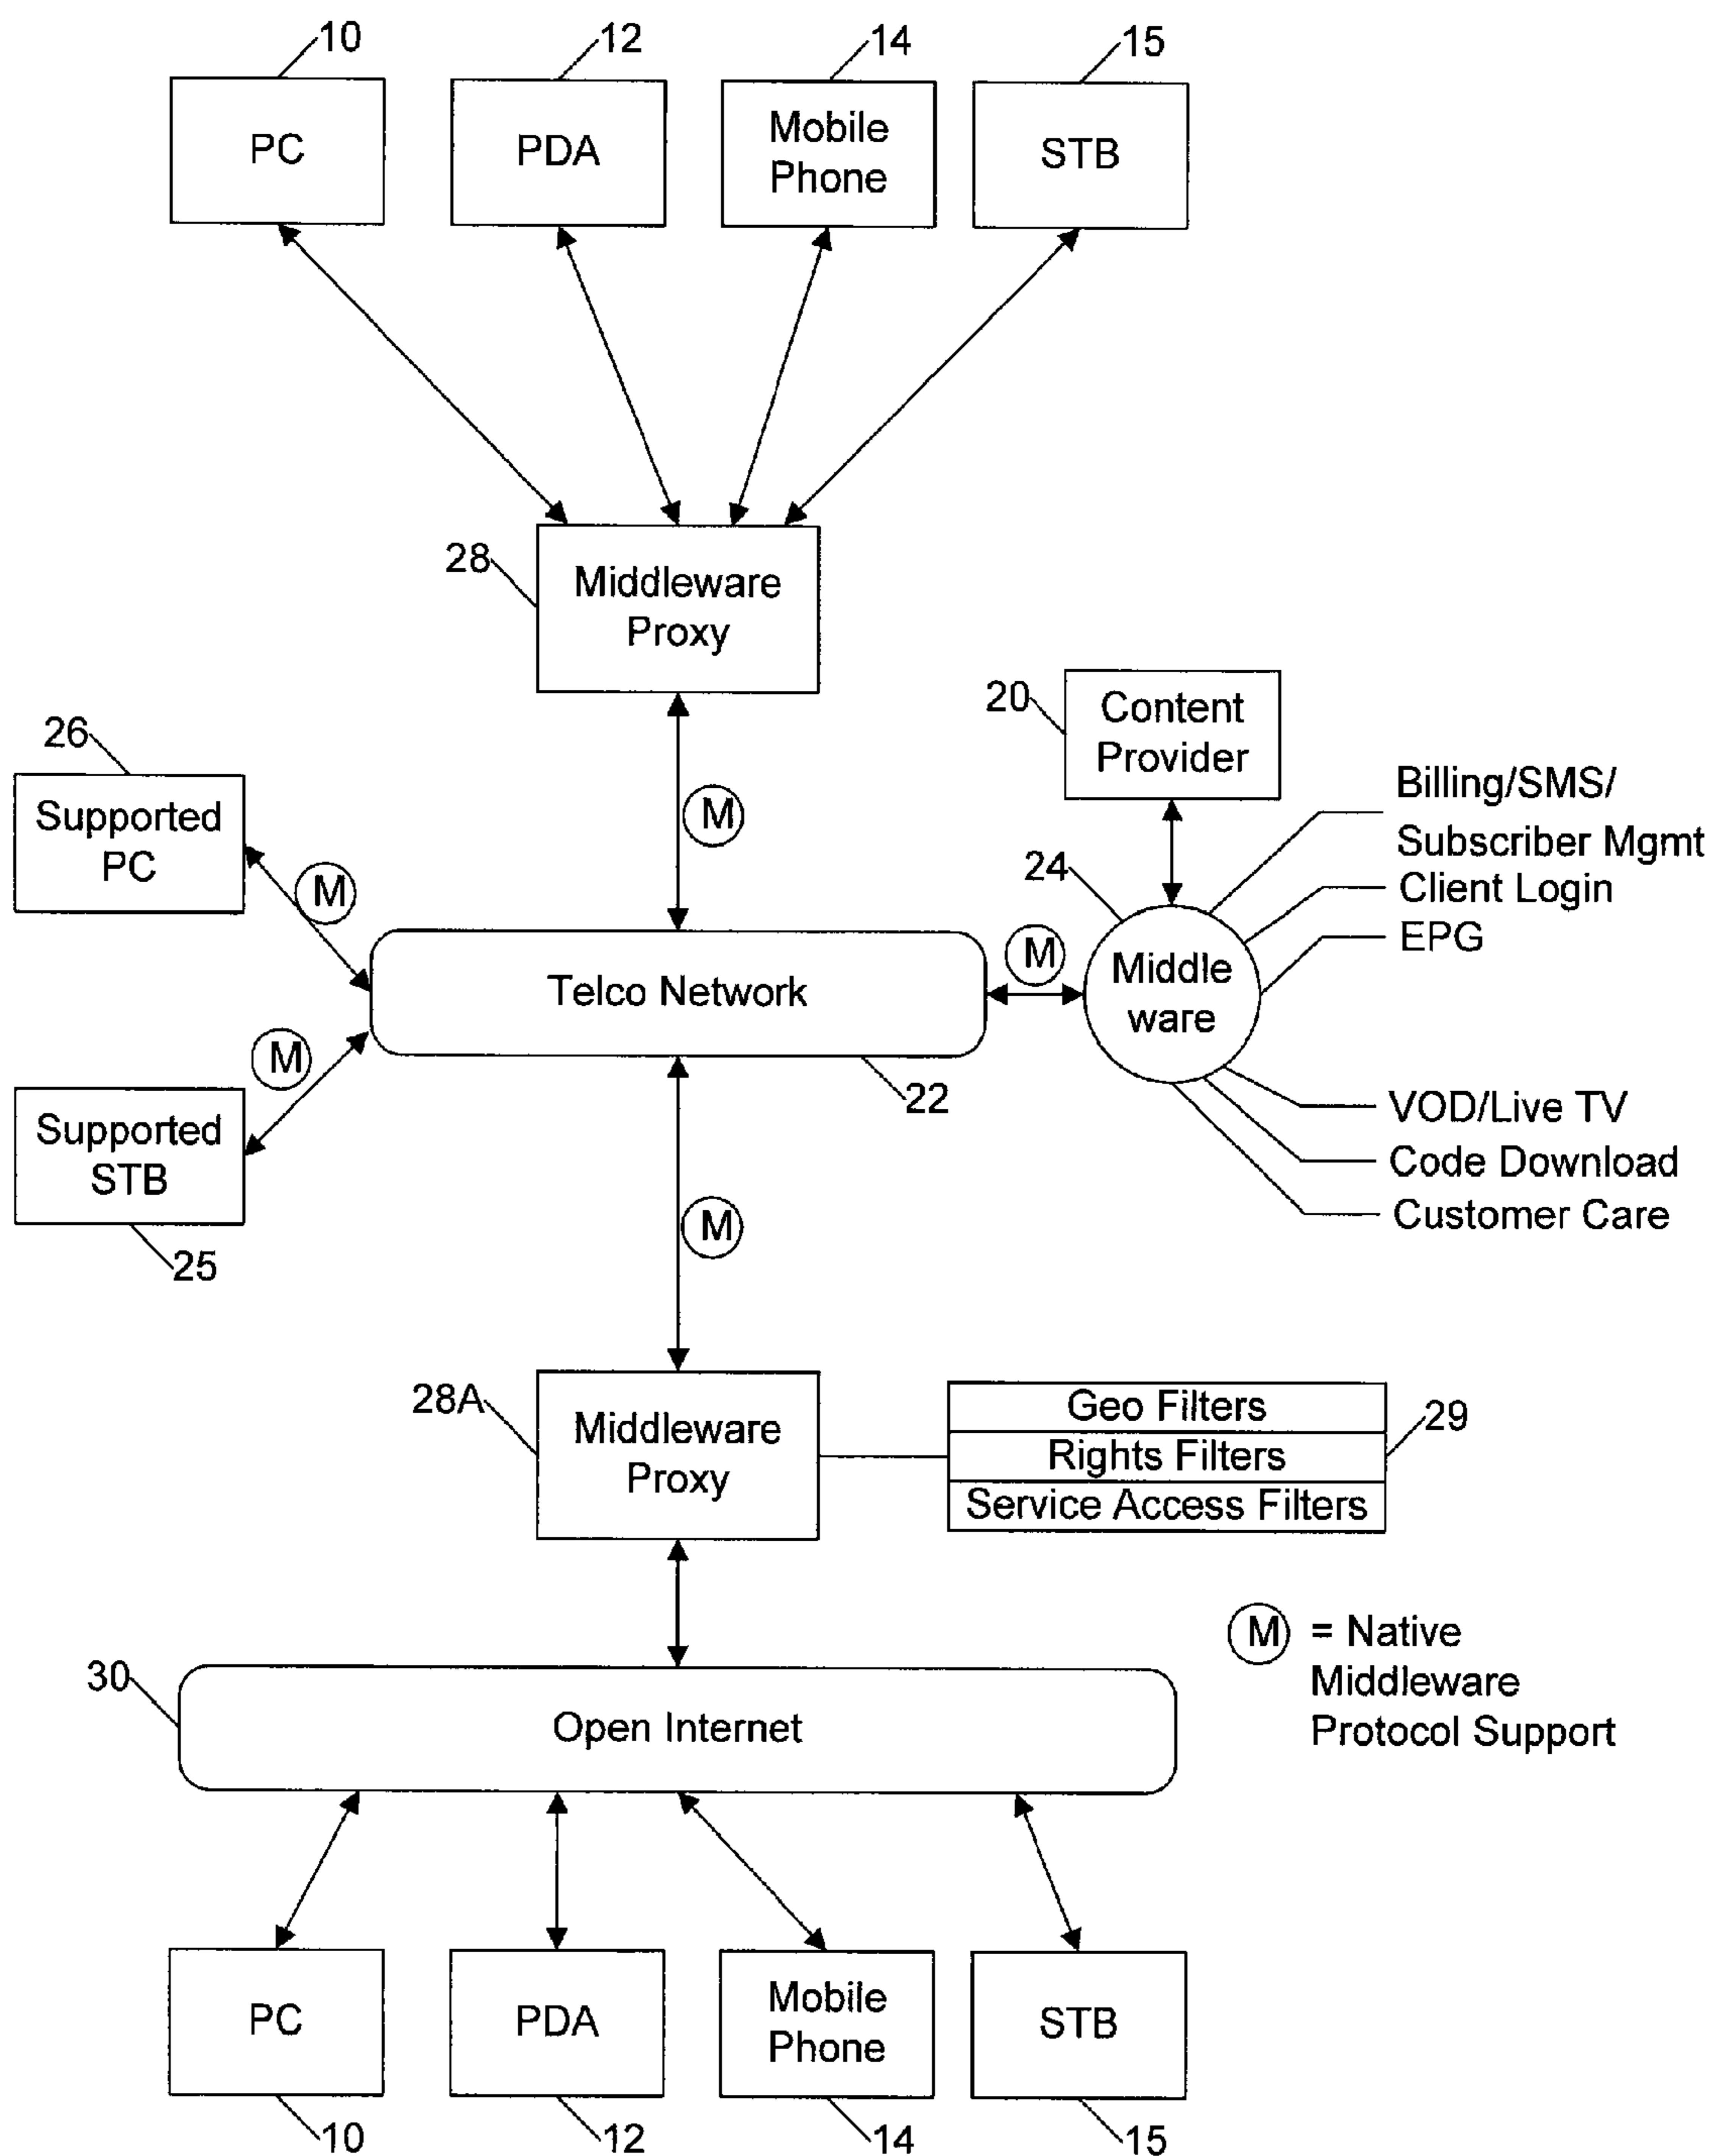 10
12
14
15
PC
PDA
Mobile
Phone
STB
28
Middleware
Proxy
20
Content
Provider
26
Supported
PC
M
M
24
Billing/SMS/
Subscriber Mgmt
Client Login
EPG
M
Telco Network
Middle
ware
M
22
Supported
STB
25
VOD/Live TV
Code Download
Customer Care
M
28A
Middleware
Proxy
Geo Filters
Rights Filters
Service Access Filters
29
M = Native
Middleware
Protocol Support
30
Open Internet
PC
PDA
Mobile
Phone
STB
10
12
14
15